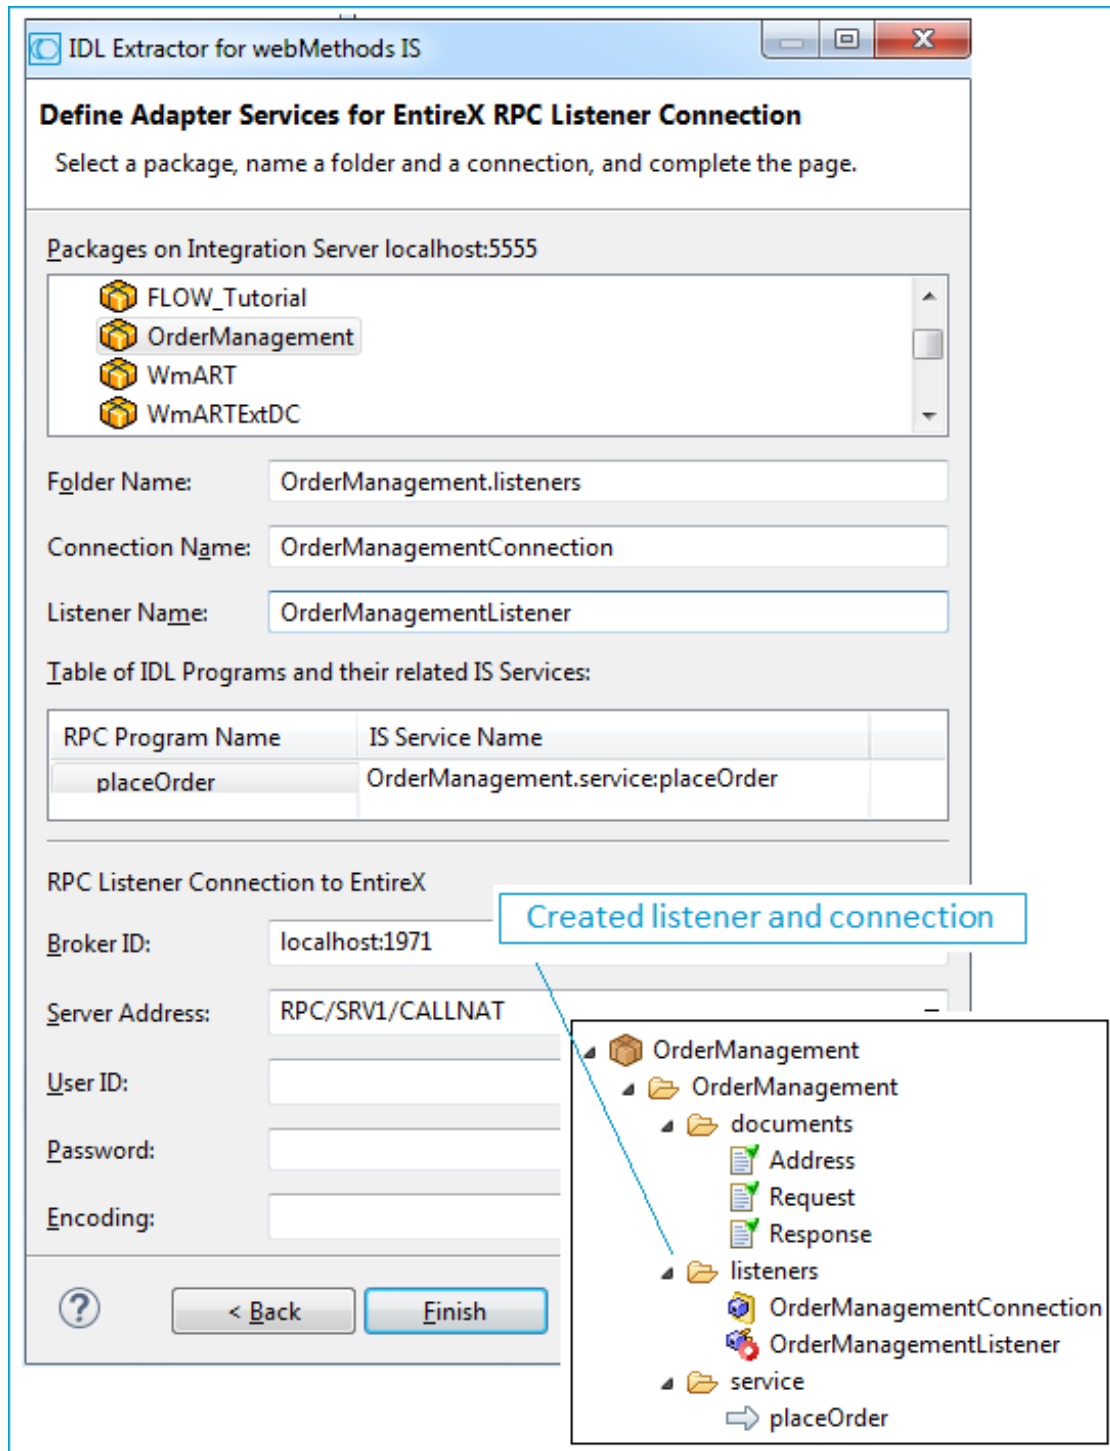 IDL Extractor for webMethods IS
Define Adapter Services for EntireX RPC Listener Connection
Select a package, name a folder and a connection, and complete the page.
Packages on Integration Server localhost:5555
FLOW_Tutorial
OrderManagement
WmART
WmARTExtDC
Folder Name: OrderManagement.listeners
Connection Name: OrderManagementConnection
Listener Name: OrderManagementListener
Table of IDL Programs and their related IS Services:
RPC Program Name IS Service Name
placeOrder OrderManagement.service:placeOrder
RPC Listener Connection to EntireX
Created listener and connection
Broker ID: localhost:1971
Server Address: RPC/SRV1/CALLNAT
User ID:
Password:
Encoding:
? < Back Finish
OrderManagement
OrderManagement
documents
Address
Request
Response
listeners
OrderManagementConnection
OrderManagementListener
service
placeOrder